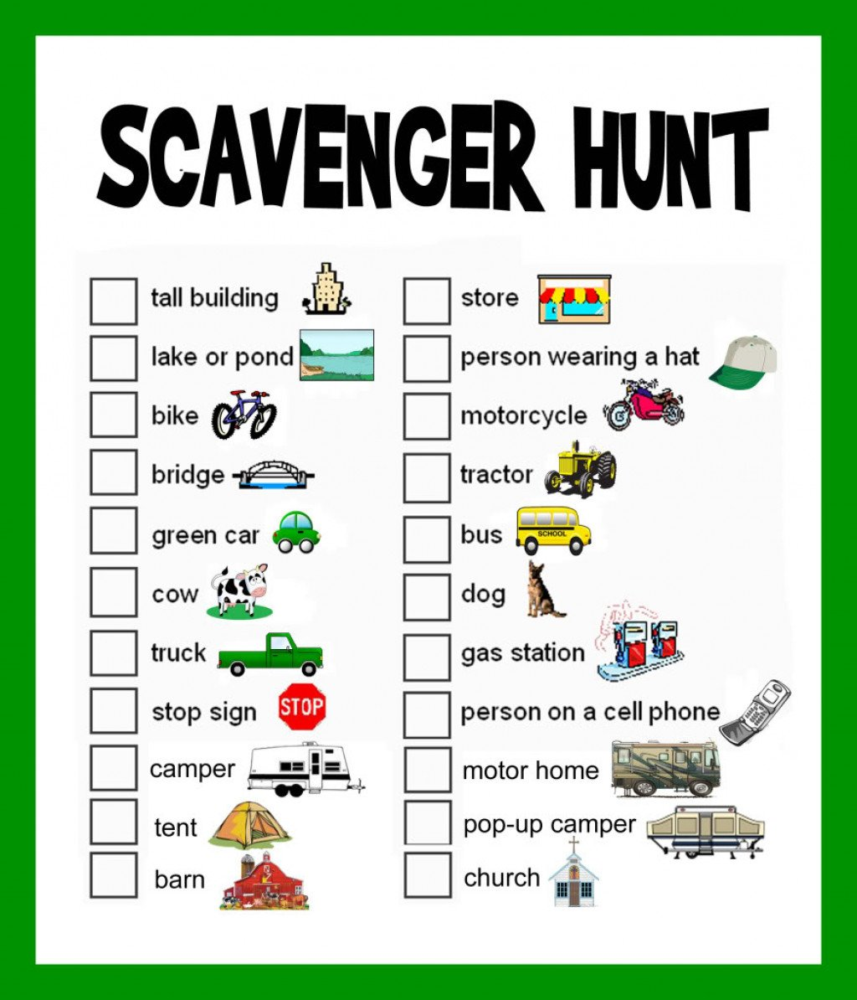 SCAVENGER HUNT
tall building
lake or pond
bike
bridge
green car
cow
truck
stop sign
STOP
camper
tent
barn
store
person wearing a hat
motorcycle
tractor
bus
SCHOOL
dog
gas station
person on a cell phone
motor home
pop-up camper
church